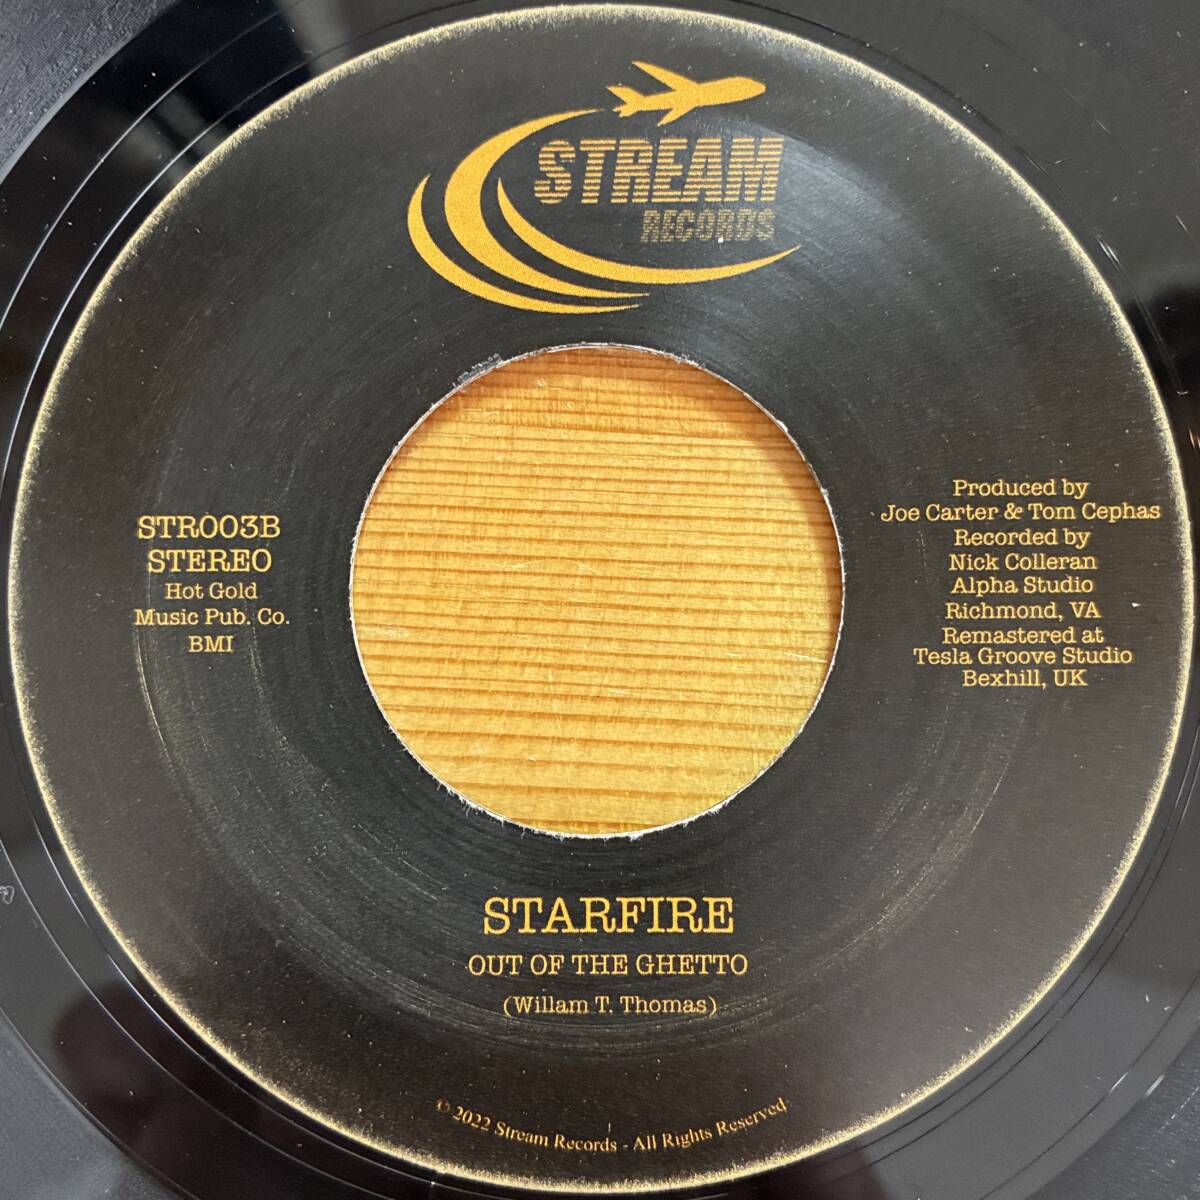 STREAM
RECORDS
STR003B
STEREO
Hot Gold
Music Pub. Co.
BMI
Produced by
Joe Carter & Tom Cephas
Recorded by
Nick Colleran
Alpha Studio
Richmond, VA
Remastered at
Tesla Groove Studio
Bexhill, UK
STARFIRE
OUT OF THE GHETTO
(Willam T. Thomas)
© 2022 Stream Records - All Rights Reserved